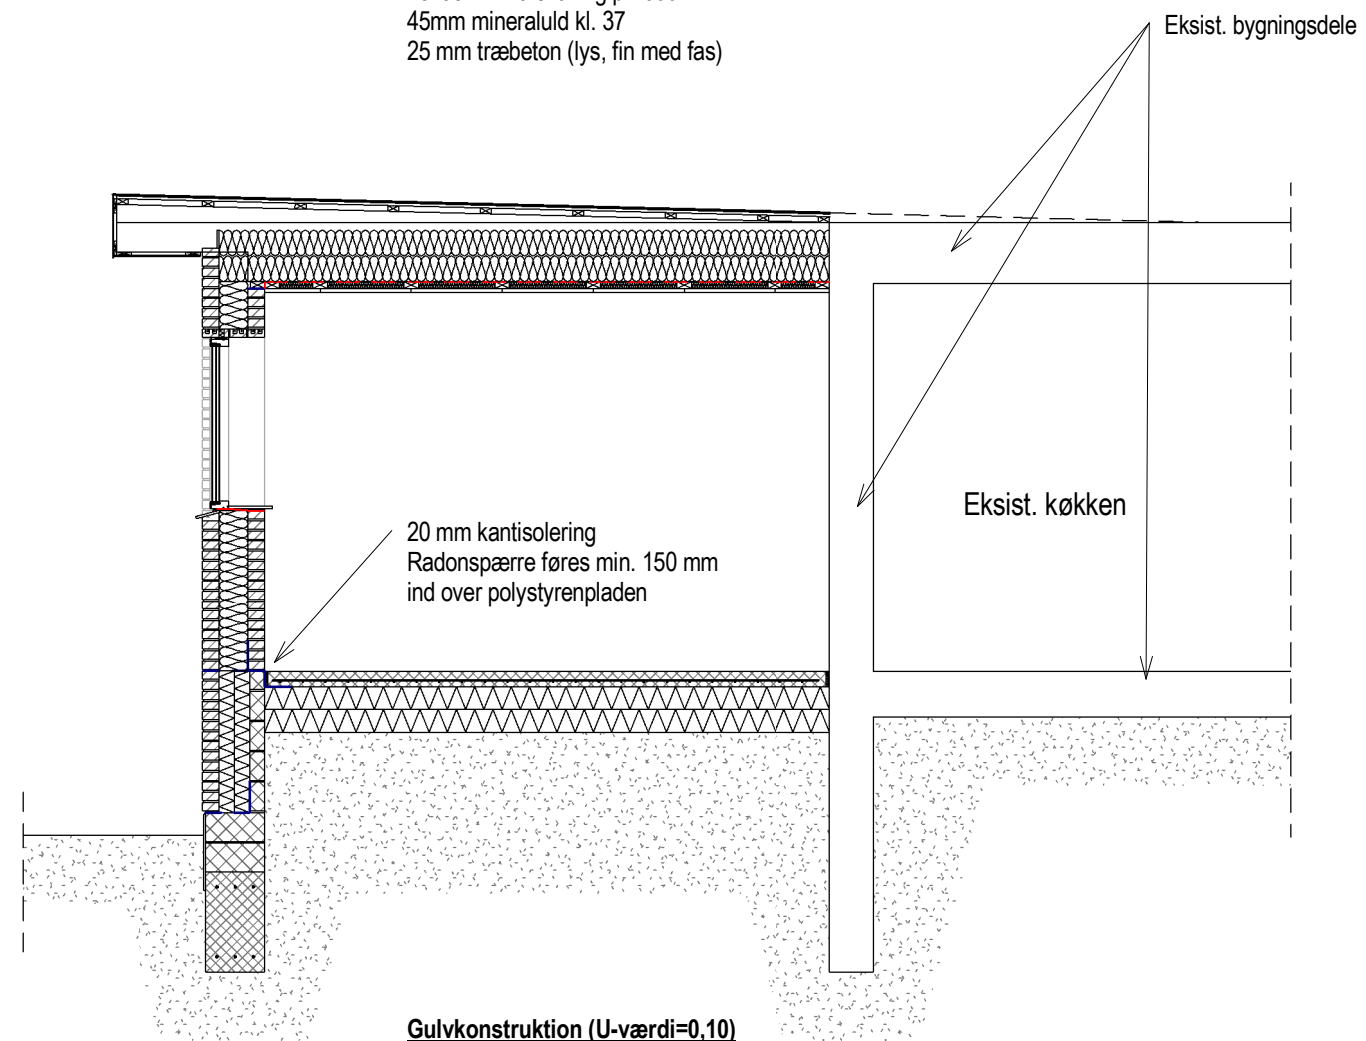 45mm mineraluld kl. 37
25 mm træbeton (lys, fin med fas)
Eksist. bygningsdele
Eksist. køkken
20 mm kantisolering
Radonspærre føres min. 150 mm
ind over polystyrenpladen
Gulvkonstruktion (U-værdi=0,10)